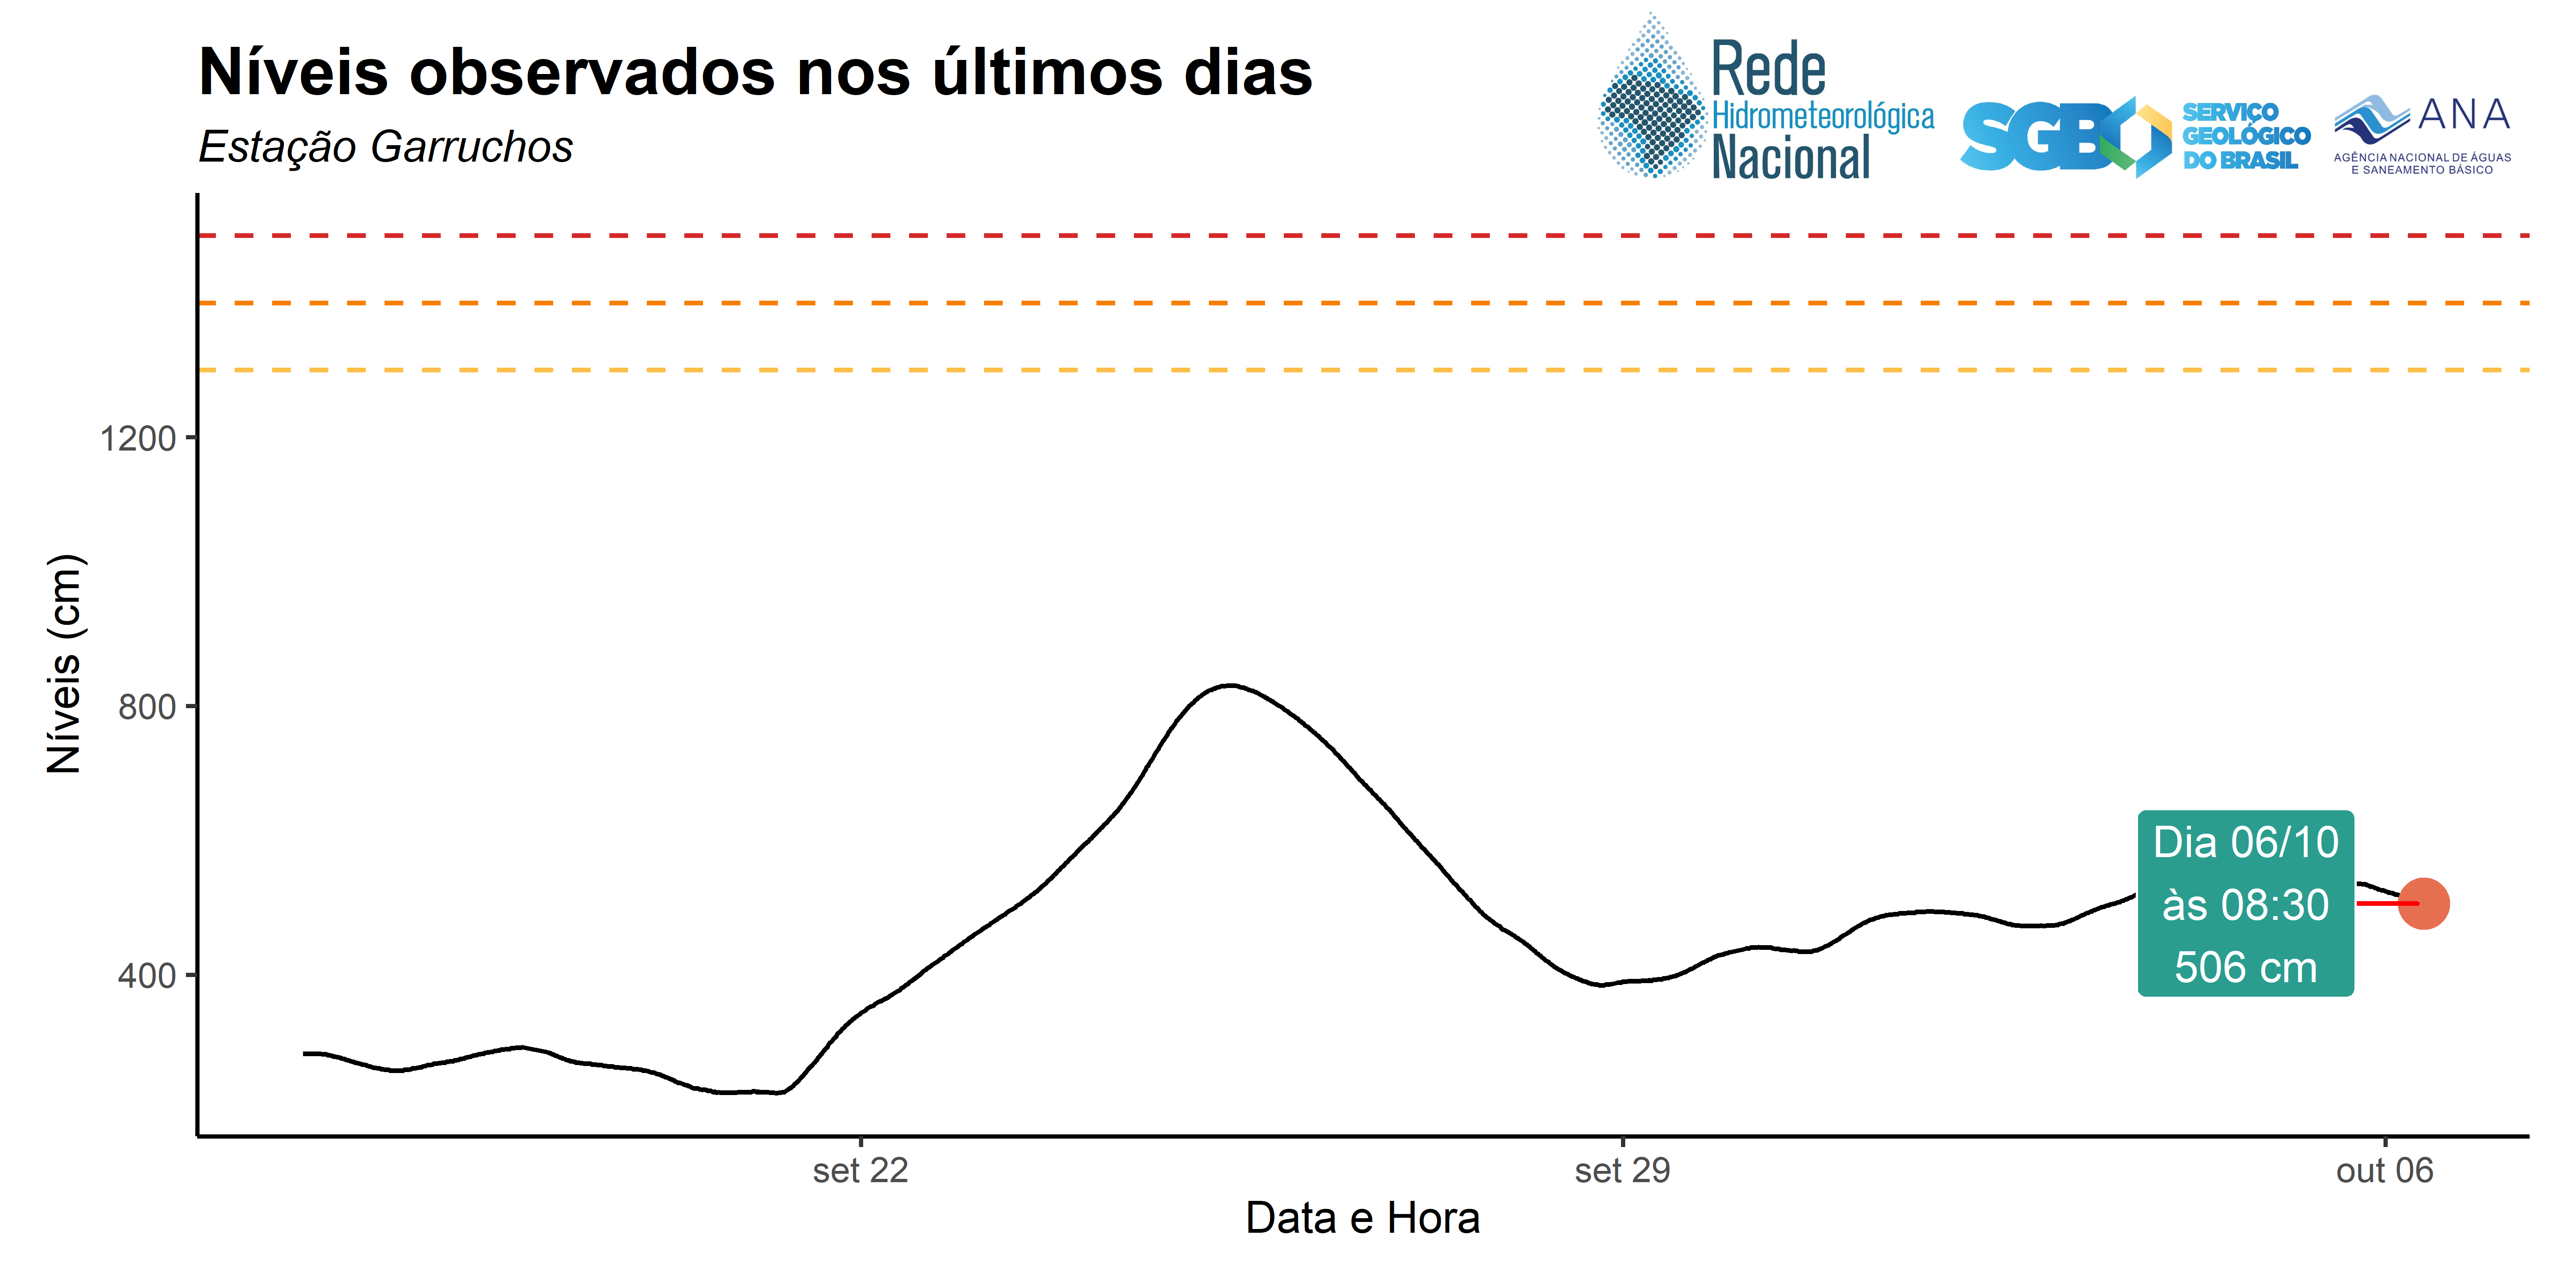 Níveis observados nos últimos dias
Estação Garruchos
Rede
Hidrometeorológica
Nacional
SGB
SERVIÇO
GEOLÓGICO
DO BRASIL
ANA
AGÊNCIA NACIONAL DE ÁGUAS
E SANEAMENTO BÁSICO
1200
800
400
Níveis (cm)
Dia 06/10
às 08:30
506 cm
set 22
set 29
out 06
Data e Hora